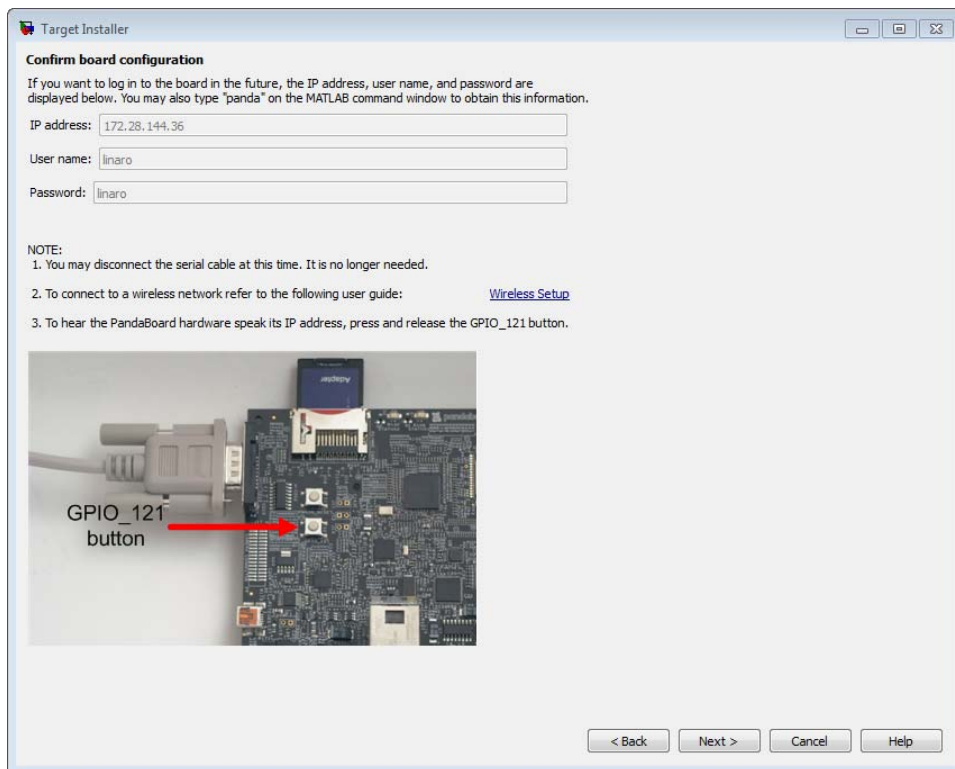 Target Installer
Confirm board configuration
If you want to log in to the board in the future, the IP address, user name, and password are
displayed below. You may also type "panda" on the MATLAB command window to obtain this information.
IP address: 172.28.144.36
User name: linaro
Password: linaro
NOTE:
1. You may disconnect the serial cable at this time. It is no longer needed.
2. To connect to a wireless network refer to the following user guide: Wireless Setup
3. To hear the PandaBoard hardware speak its IP address, press and release the GPIO_121 button.
Adapter
GPIO_121
button
< Back Next > Cancel Help